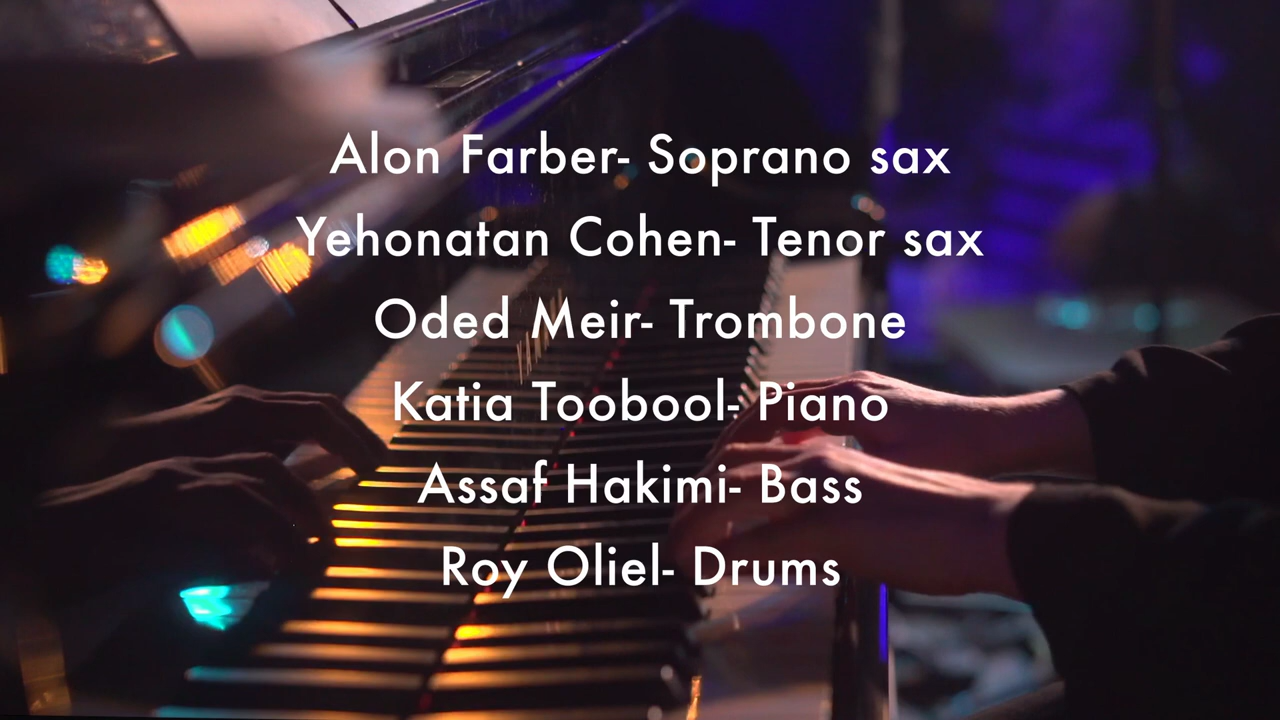 Alon Farber- Soprano sax
Yehonatan Cohen- Tenor sax
Oded Meir- Trombone
Katia Toobool- Piano
Assaf Hakimi- Bass
Roy Oliel- Drums